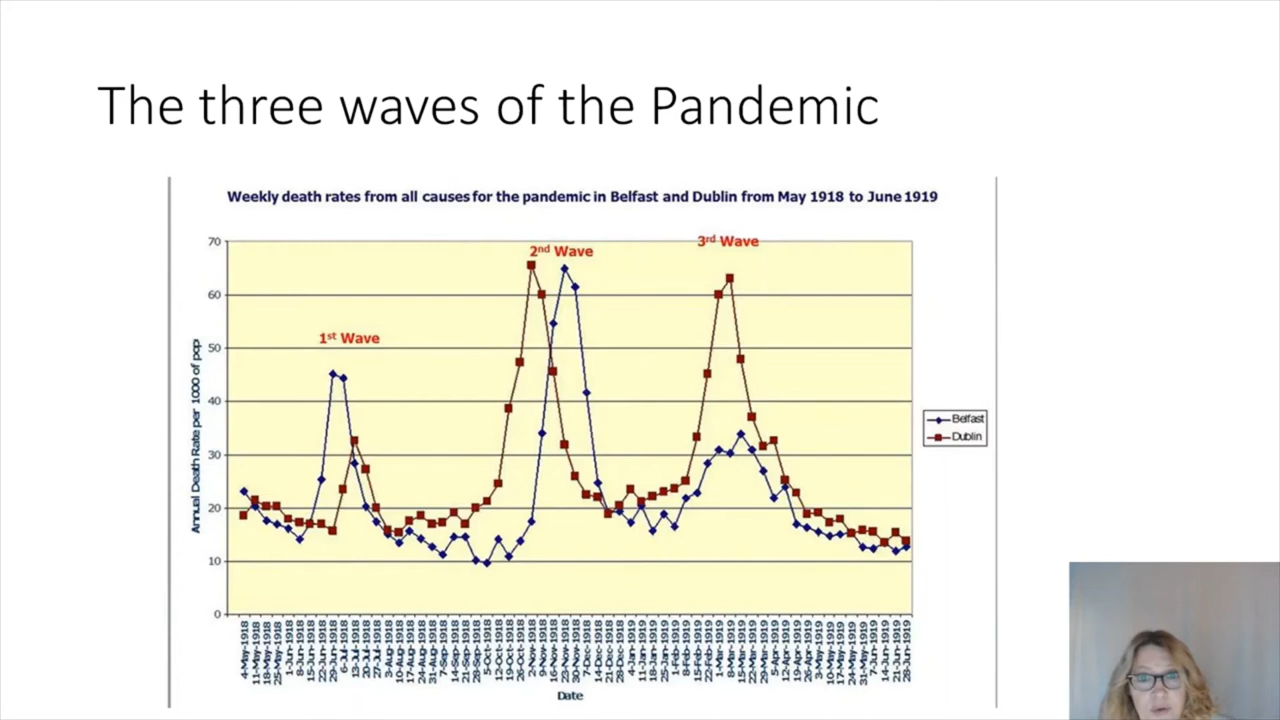 The three waves of the Pandemic
Weekly death rates from all causes for the pandemic in Belfast and Dublin from May 1918 to June 1919
70
60
50
40
30
20
10
0
Annual Death Rate per 1000 of pop
1st Wave
2nd Wave
3rd Wave
Belfast
Dublin
4-May-1918
11-May-1918
18-May-1918
25-May-1918
1-Jun-1918
8-Jun-1918
15-Jun-1918
22-Jun-1918
29-Jun-1918
6-Jul-1918
13-Jul-1918
20-Jul-1918
27-Jul-1918
3-Aug-1918
10-Aug-1918
17-Aug-1918
24-Aug-1918
31-Aug-1918
7-Sep-1918
14-Sep-1918
21-Sep-1918
28-Sep-1918
5-Oct-1918
12-Oct-1918
19-Oct-1918
26-Oct-1918
2-Nov-1918
9-Nov-1918
16-Nov-1918
23-Nov-1918
30-Nov-1918
7-Dec-1918
14-Dec-1918
21-Dec-1918
28-Dec-1918
4-Jan-1919
11-Jan-1919
18-Jan-1919
25-Jan-1919
1-Feb-1919
8-Feb-1919
15-Feb-1919
22-Feb-1919
1-Mar-1919
8-Mar-1919
15-Mar-1919
22-Mar-1919
29-Mar-1919
5-Apr-1919
12-Apr-1919
19-Apr-1919
26-Apr-1919
3-May-1919
10-May-1919
17-May-1919
24-May-1919
31-May-1919
7-Jun-1919
14-Jun-1919
21-Jun-1919
28-Jun-1919
Date